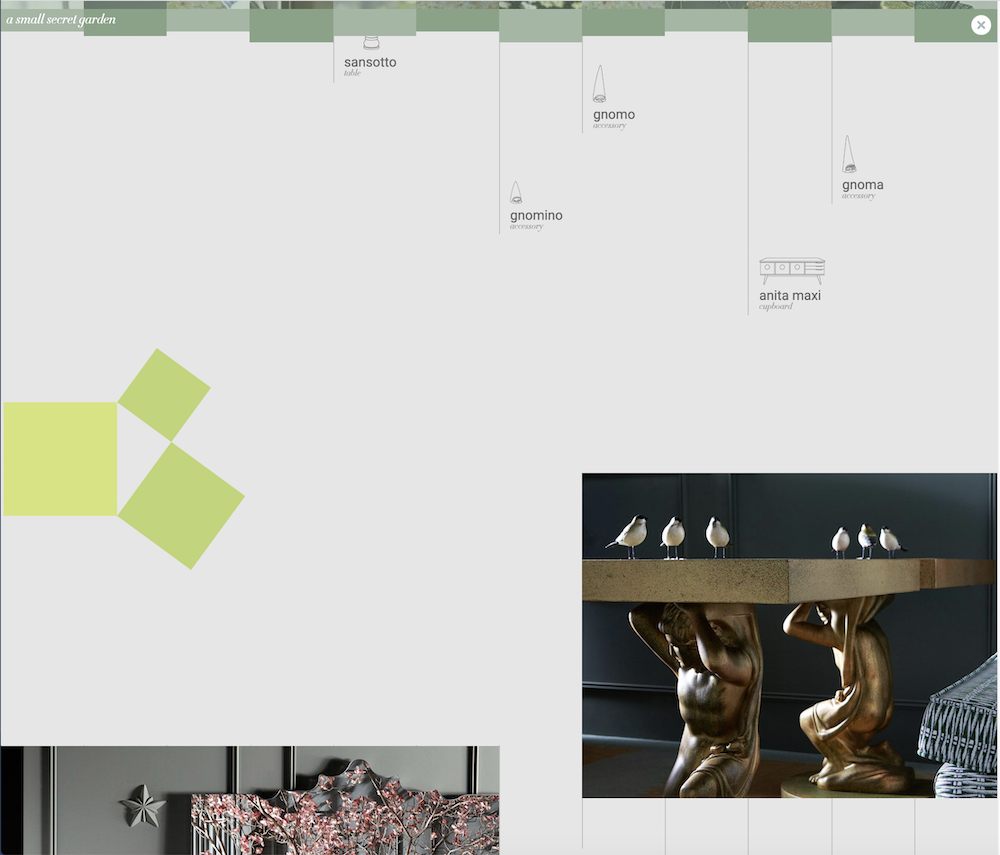 a small secret garden
sansotto
table
gnomo
accessory
gnoma
accessory
gnomino
accessory
anita maxi
cupboard